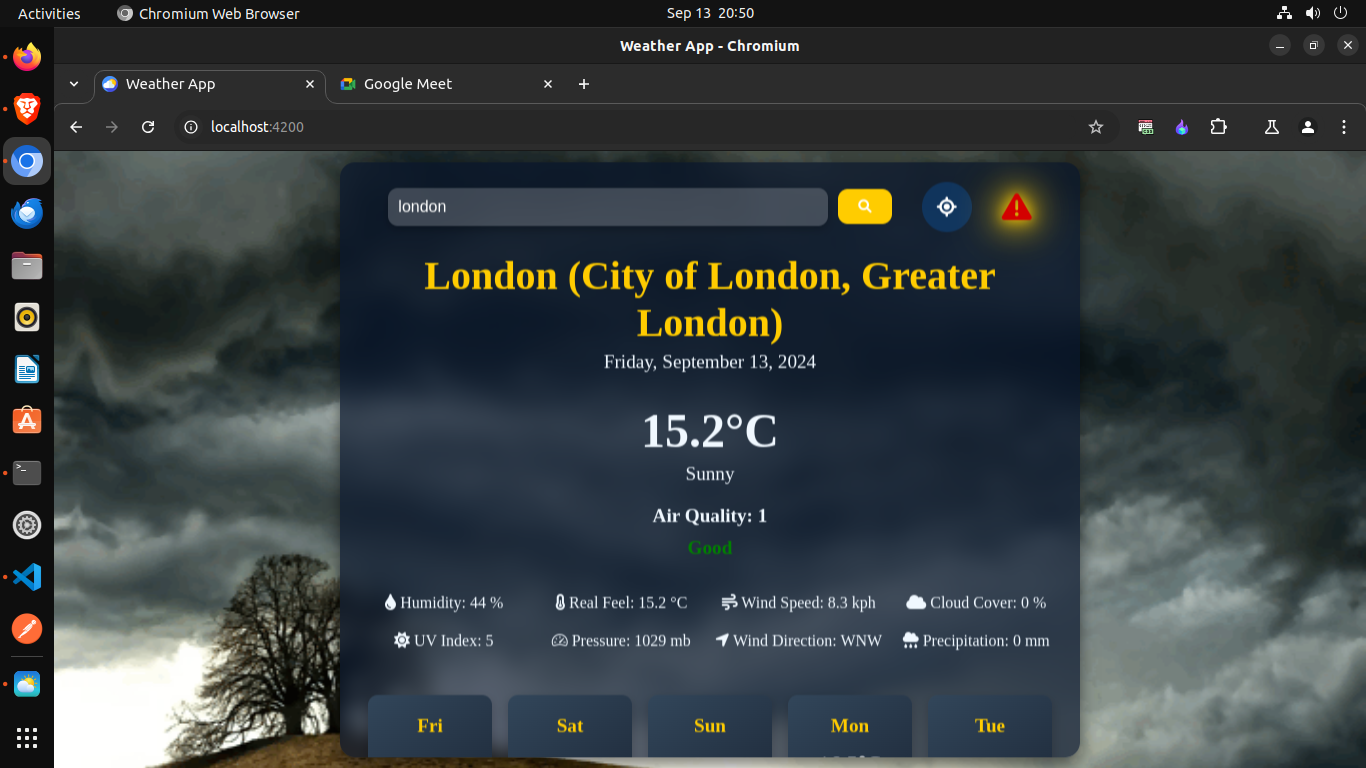 Activities
Chromium Web Browser
Sep 13 20:50
Weather App - Chromium
Weather App
Google Meet
localhost:4200
london
London (City of London, Greater
London)
Friday, September 13, 2024
15.2°C
Sunny
Air Quality: 1
Good
Humidity: 44 %
Real Feel: 15.2 °C
Wind Speed: 8.3 kph
Cloud Cover: 0 %
UV Index: 5
Pressure: 1029 mb
Wind Direction: WNW
Precipitation: 0 mm
Fri
Sat
Sun
Mon
Tue